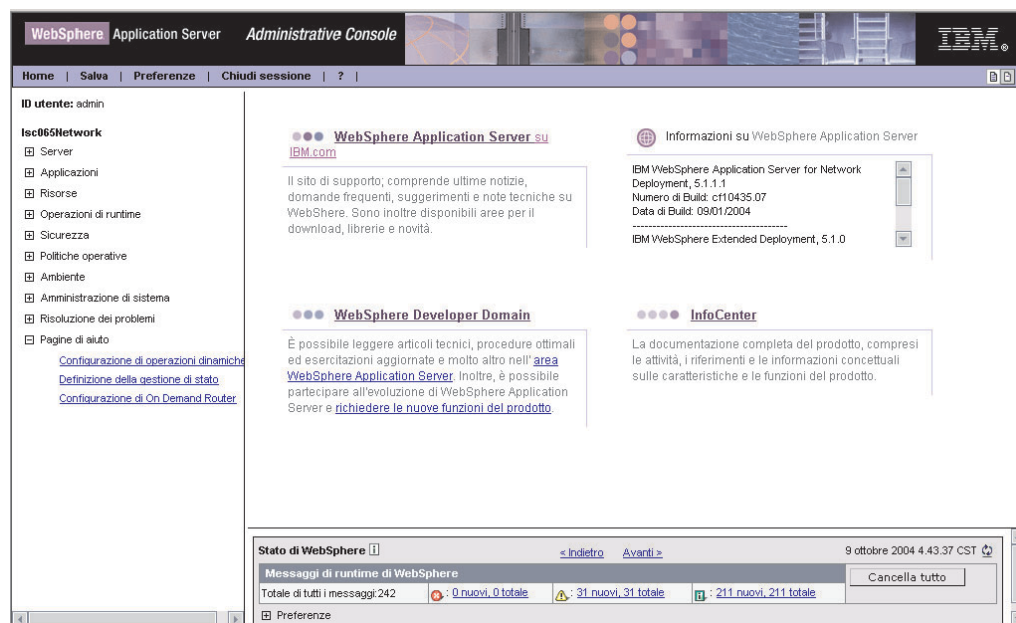 WebSphere Application Server Administrative Console IBM®
Home | Salva | Preferenze | Chiudi sessione | ? |
ID utente: admin
lsc065Network
Server
Applicazioni
Risorse
Operazioni di runtime
Sicurezza
Politiche operative
Ambiente
Amministrazione di sistema
Risoluzione dei problemi
Pagine di aiuto
Configurazione di operazioni dinamiche
Definizione della gestione di stato
Configurazione di On Demand Router
WebSphere Application Server su
IBM.com
Il sito di supporto; comprende ultime notizie,
domande frequenti, suggerimenti e note tecniche su
WebShere. Sono inoltre disponibili aree per il
download, librerie e novità.
Informazioni su WebSphere Application Server
IBM WebSphere Application Server for Network
Deployment, 5.1.1.1
Numero di Build: cf10435.07
Data di Build: 09/01/2004
---------------------------------------
IBM WebSphere Extended Deployment, 5.1.0
WebSphere Developer Domain
È possibile leggere articoli tecnici, procedure ottimali
ed esercitazioni aggiornate e molto altro nell' area
WebSphere Application Server. Inoltre, è possibile
partecipare all'evoluzione di WebSphere Application
Server e richiedere le nuove funzioni del prodotto.
InfoCenter
La documentazione completa del prodotto, compresi
le attività, i riferimenti e le informazioni concettuali
sulle caratteristiche e le funzioni del prodotto.
Stato di WebSphere i < Indietro Avanti > 9 ottobre 2004 4.43.37 CST
Messaggi di runtime di WebSphere
Cancella tutto
Totale di tutti i messaggi:242 : 0 nuovi, 0 totale : 31 nuovi, 31 totale : 211 nuovi, 211 totale
Preferenze